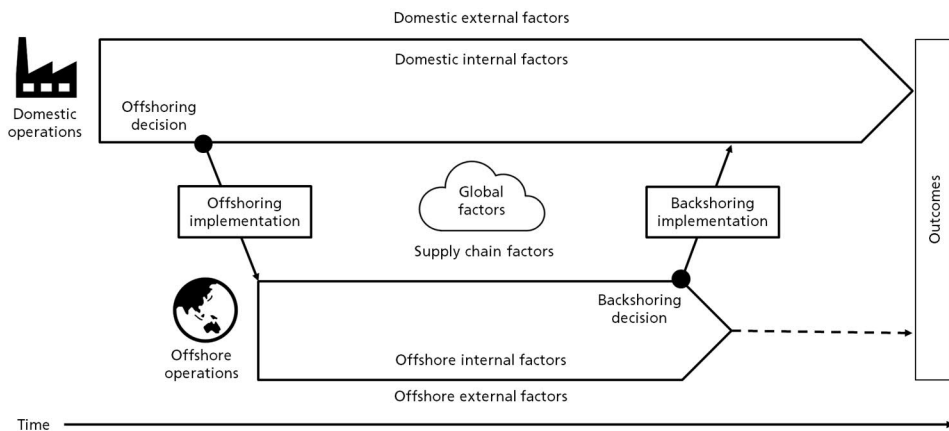 Domestic external factors
Domestic internal factors
Domestic
operations
Offshoring
decision
Offshoring
implementation
Global
factors
Supply chain factors
Backshoring
implementation
Outcomes
Backshoring
decision
Offshore
operations
Offshore internal factors
Offshore external factors
Time